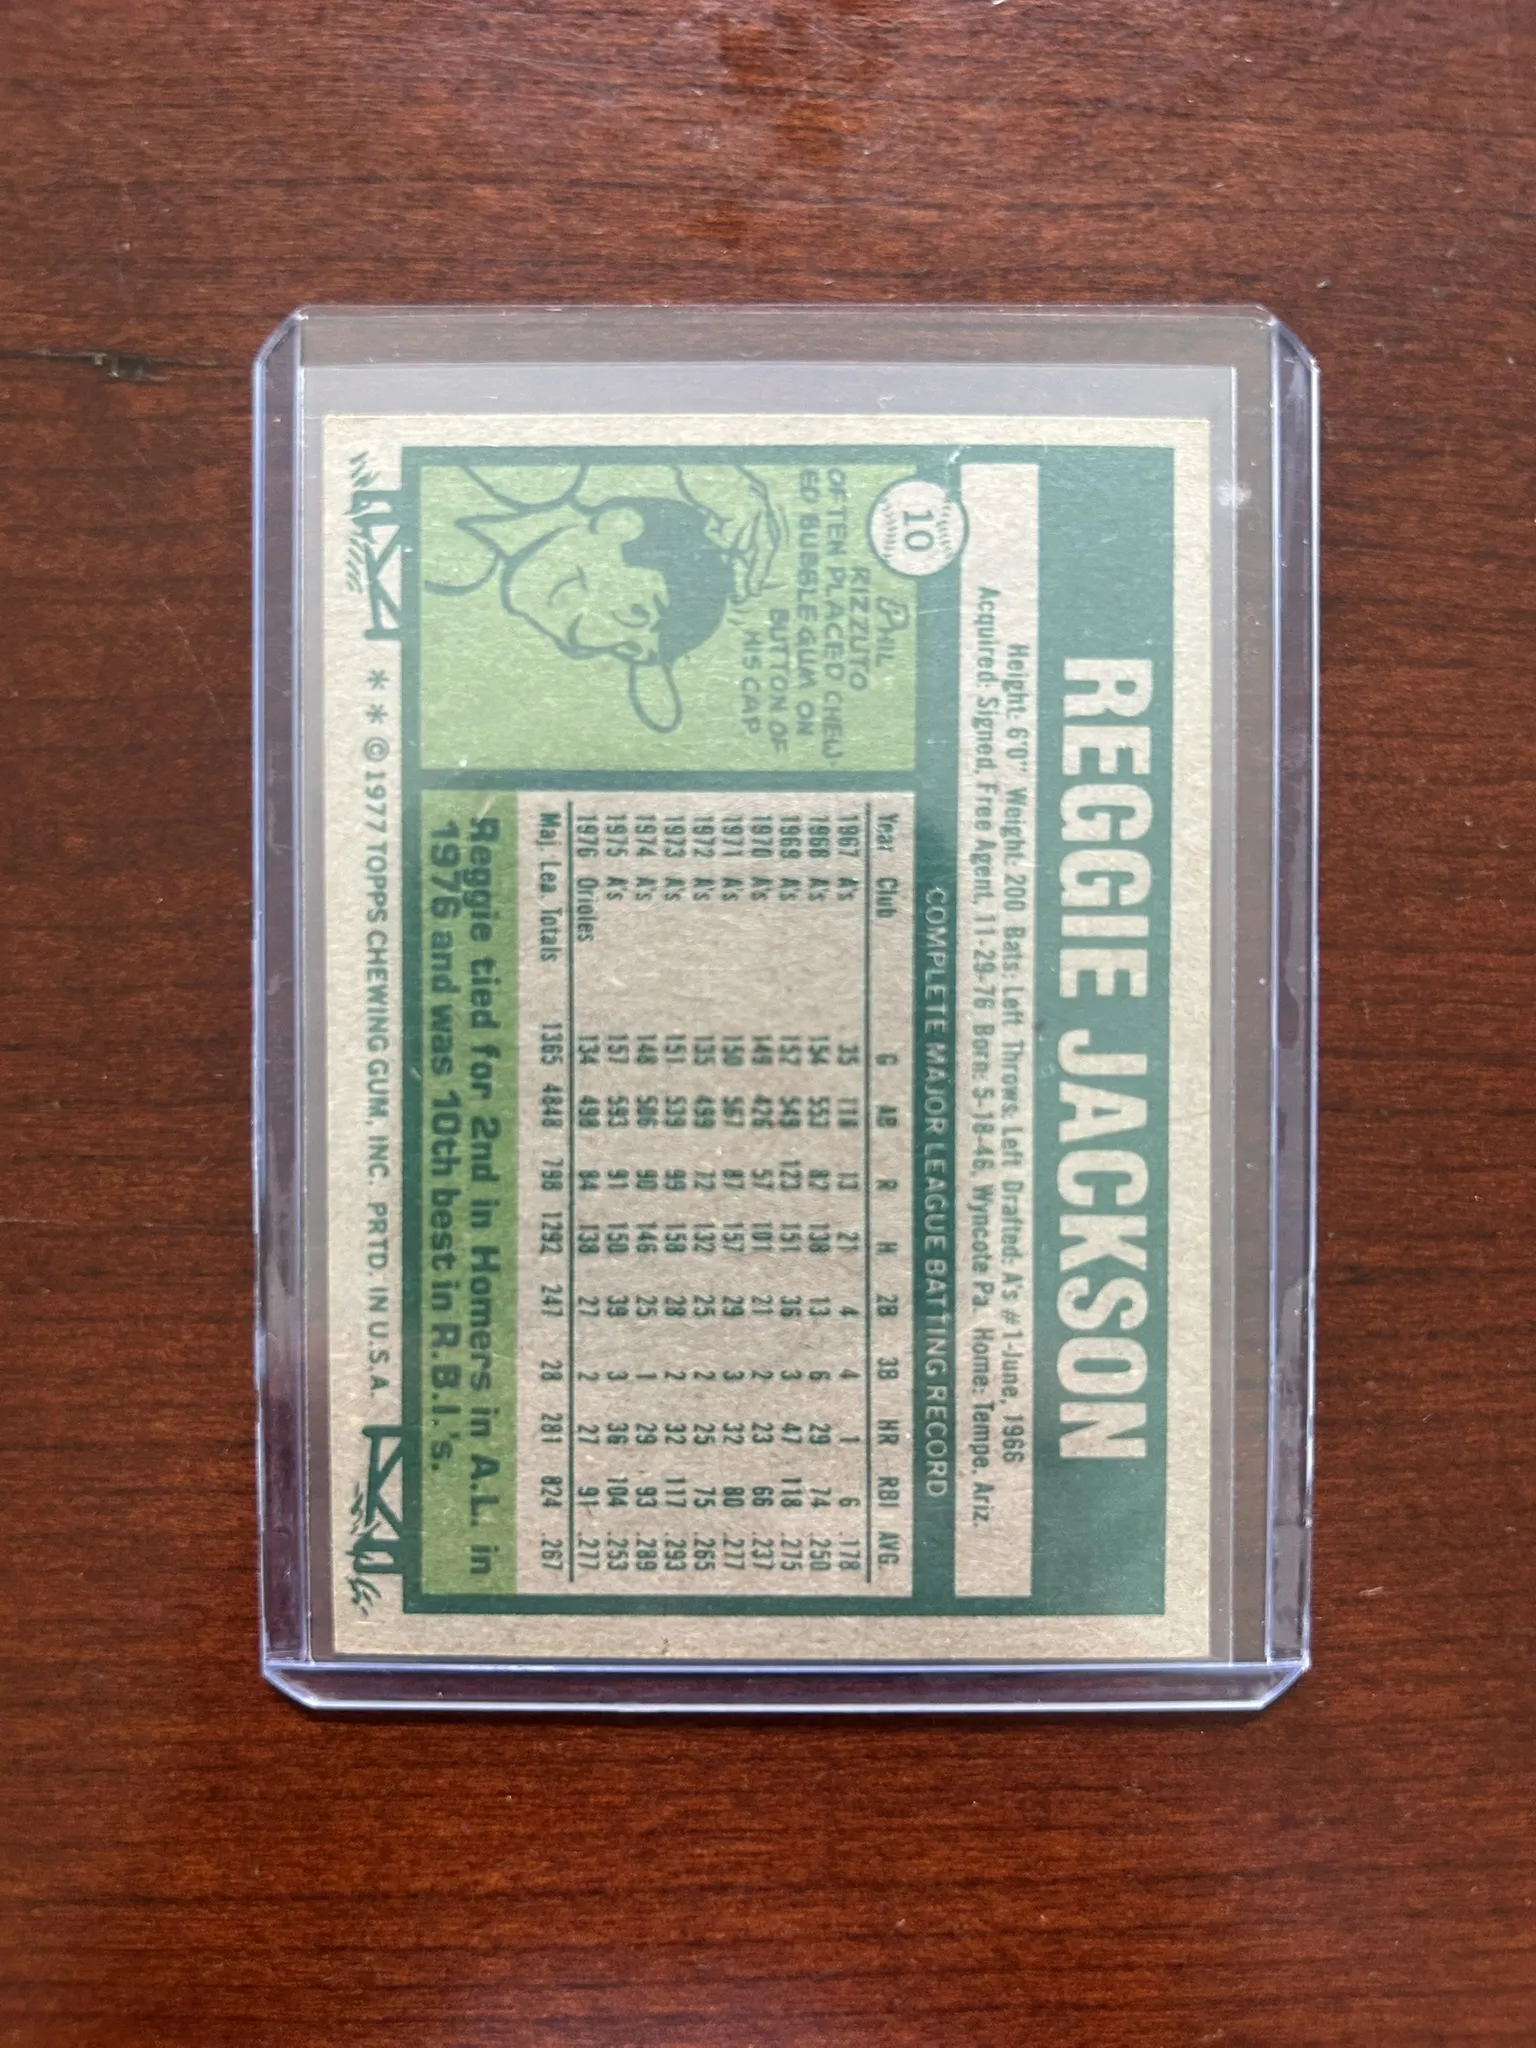 REGGIE JACKSON
Height: 6'0" Weight: 200 Bats: Left Throws: Left Drafted: A's #1-June, 1966
Acquired: Signed, Free Agent, 11-29-76 Born: 5-18-46, Wyncote Pa. Home: Tempe, Ariz.
10
COMPLETE MAJOR LEAGUE BATTING RECORD
PHIL
RIZZUTO
OFTEN PLACED CHEW-
ED BUBBLE GUM ON
BUTTON OF
HIS CAP
Year Club G AB R H 2B 3B HR RBI AVG.
1967 A's 35 118 13 21 4 4 1 6 .178
1968 A's 154 553 82 138 13 6 29 74 .250
1969 A's 152 549 123 151 36 3 47 118 .275
1970 A's 149 426 57 101 21 2 23 66 .237
1971 A's 150 567 87 157 29 3 32 80 .277
1972 A's 135 499 72 132 25 2 25 75 .265
1973 A's 151 539 99 158 28 2 32 117 .293
1974 A's 148 506 90 146 25 1 29 93 .289
1975 A's 157 593 91 150 39 3 36 104 .253
1976 Orioles 134 498 84 138 27 2 27 91 .277
Maj. Lea. Totals 1365 4848 798 1292 247 28 281 824 .267
Reggie tied for 2nd in Homers in A.L. in
1976 and was 10th best in R.B.I.'s.
* * ©1977 TOPPS CHEWING GUM, INC. PRTD. IN U.S.A.